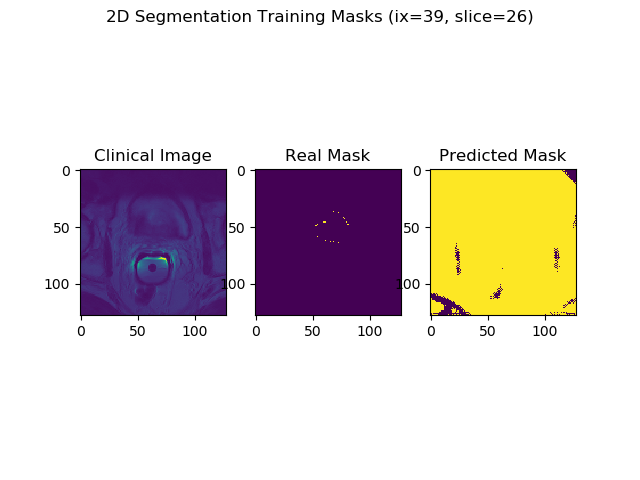 2D Segmentation Training Masks (ix=39, slice=26)
Clinical Image Real Mask Predicted Mask
0 0 0
50 50 50
100 100 100
0 100 0 50 100 0 50 100